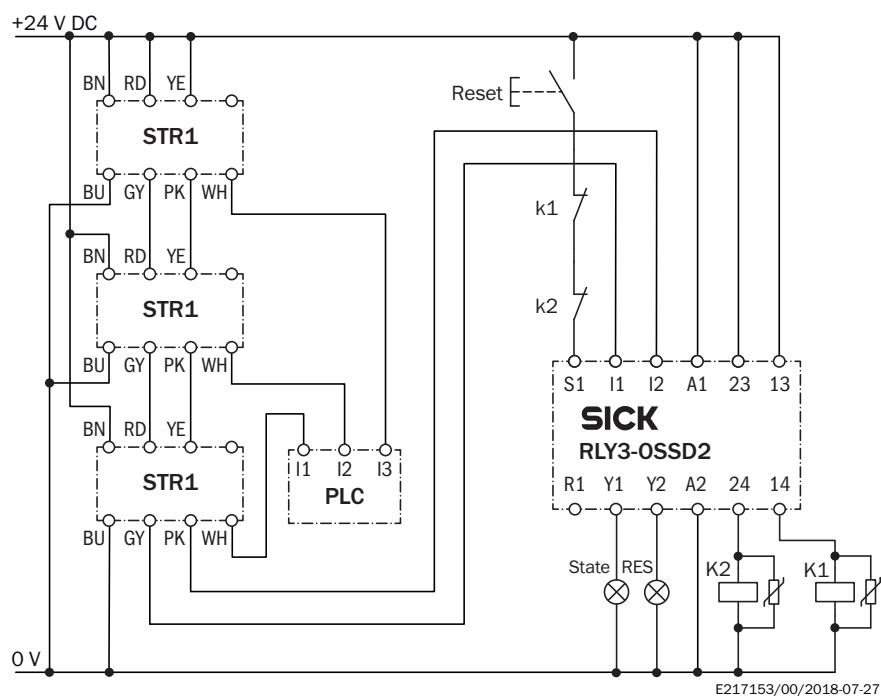 +24 V DC
BN RD YE
STR1
BU GY PK WH
BN RD YE
STR1
BU GY PK WH
BN RD YE
STR1
BU GY PK WH
I1 I2 I3
PLC
Reset
k1
k2
S1 I1 I2 A1 23 13
SICK
RLY3-OSSD2
R1 Y1 Y2 A2 24 14
State RES
K2
K1
0 V
E217153/00/2018-07-27